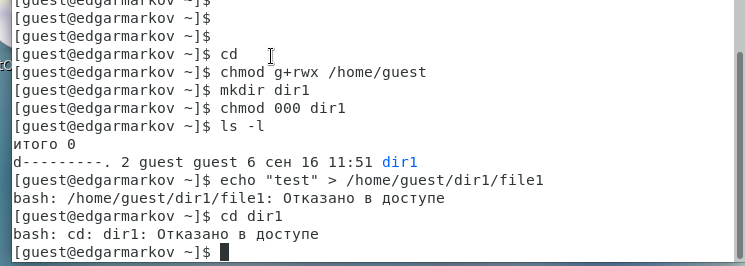 [guest@edgarmarkov ~]$
[guest@edgarmarkov ~]$
[guest@edgarmarkov ~]$
[guest@edgarmarkov ~]$ cd
[guest@edgarmarkov ~]$ chmod g+rwx /home/guest
[guest@edgarmarkov ~]$ mkdir dir1
[guest@edgarmarkov ~]$ chmod 000 dir1
[guest@edgarmarkov ~]$ ls -l
итого 0
d---------. 2 guest guest 6 сен 16 11:51 dir1
[guest@edgarmarkov ~]$ echo "test" > /home/guest/dir1/file1
bash: /home/guest/dir1/file1: Отказано в доступе
[guest@edgarmarkov ~]$ cd dir1
bash: cd: dir1: Отказано в доступе
[guest@edgarmarkov ~]$